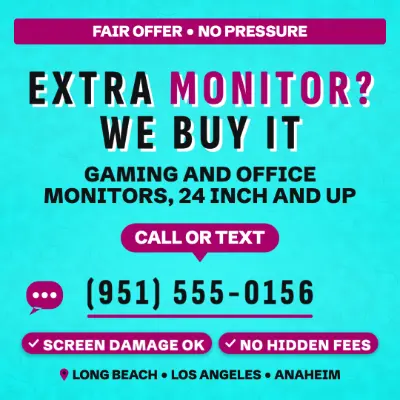 FAIR OFFER • NO PRESSURE
EXTRA MONITOR?
WE BUY IT
GAMING AND OFFICE
MONITORS, 24 INCH AND UP
CALL OR TEXT
(951) 555-0156
SCREEN DAMAGE OK
NO HIDDEN FEES
LONG BEACH • LOS ANGELES • ANAHEIM